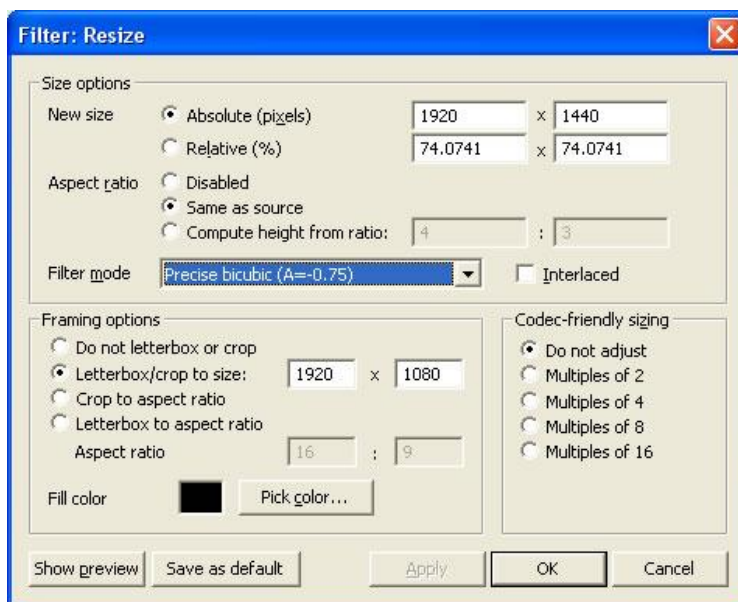 Filter: Resize
Size options
New size Absolute (pixels) 1920 x 1440
Relative (%) 74.0741 x 74.0741
Aspect ratio Disabled
Same as source
Compute height from ratio: 4 : 3
Filter mode Precise bicubic (A=-0.75) Interlaced
Framing options
Do not letterbox or crop
Letterbox/crop to size: 1920 x 1080
Crop to aspect ratio
Letterbox to aspect ratio
Aspect ratio 16 : 9
Fill color Pick color...
Codec-friendly sizing
Do not adjust
Multiples of 2
Multiples of 4
Multiples of 8
Multiples of 16
Show preview Save as default Apply OK Cancel